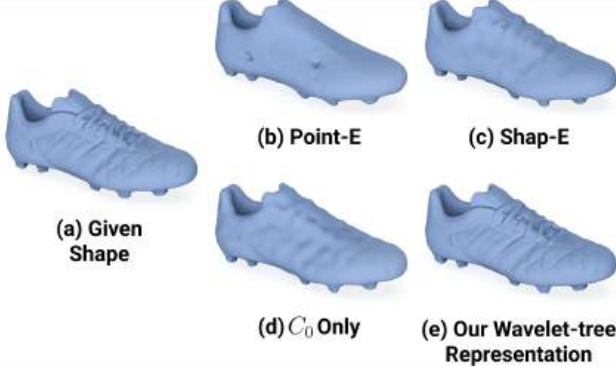 (b) Point-E
(c) Shap-E
(a) Given
Shape
(d) C₀ Only
(e) Our Wavelet-tree
Representation